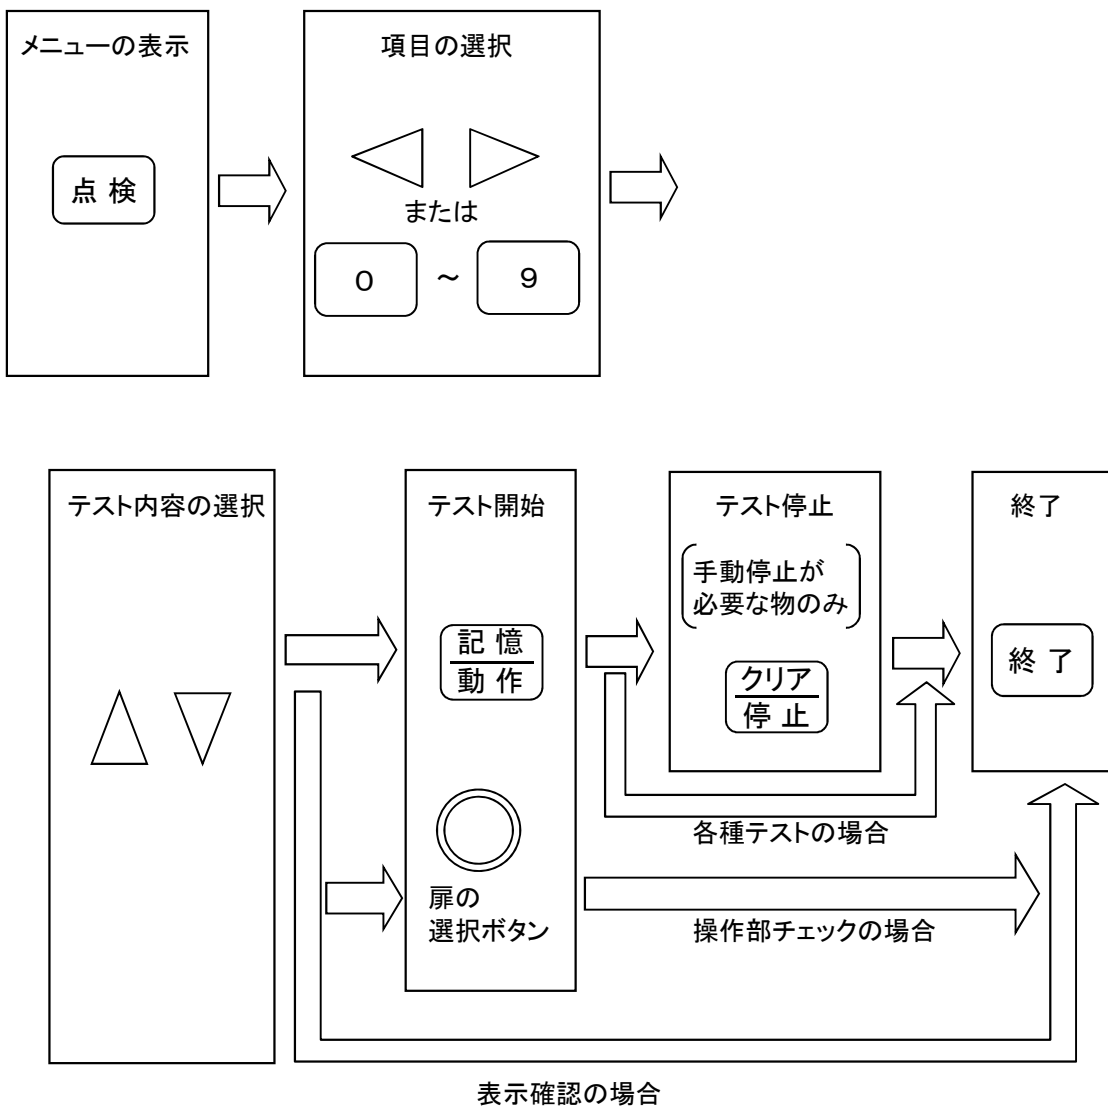 メニューの表示
点検
項目の選択
または
０ ～ ９
テスト内容の選択
テスト開始
記憶
動作
扉の
選択ボタン
テスト停止
手動停止が
必要な物のみ
クリア
停止
終了
終了
各種テストの場合
操作部チェックの場合
表示確認の場合